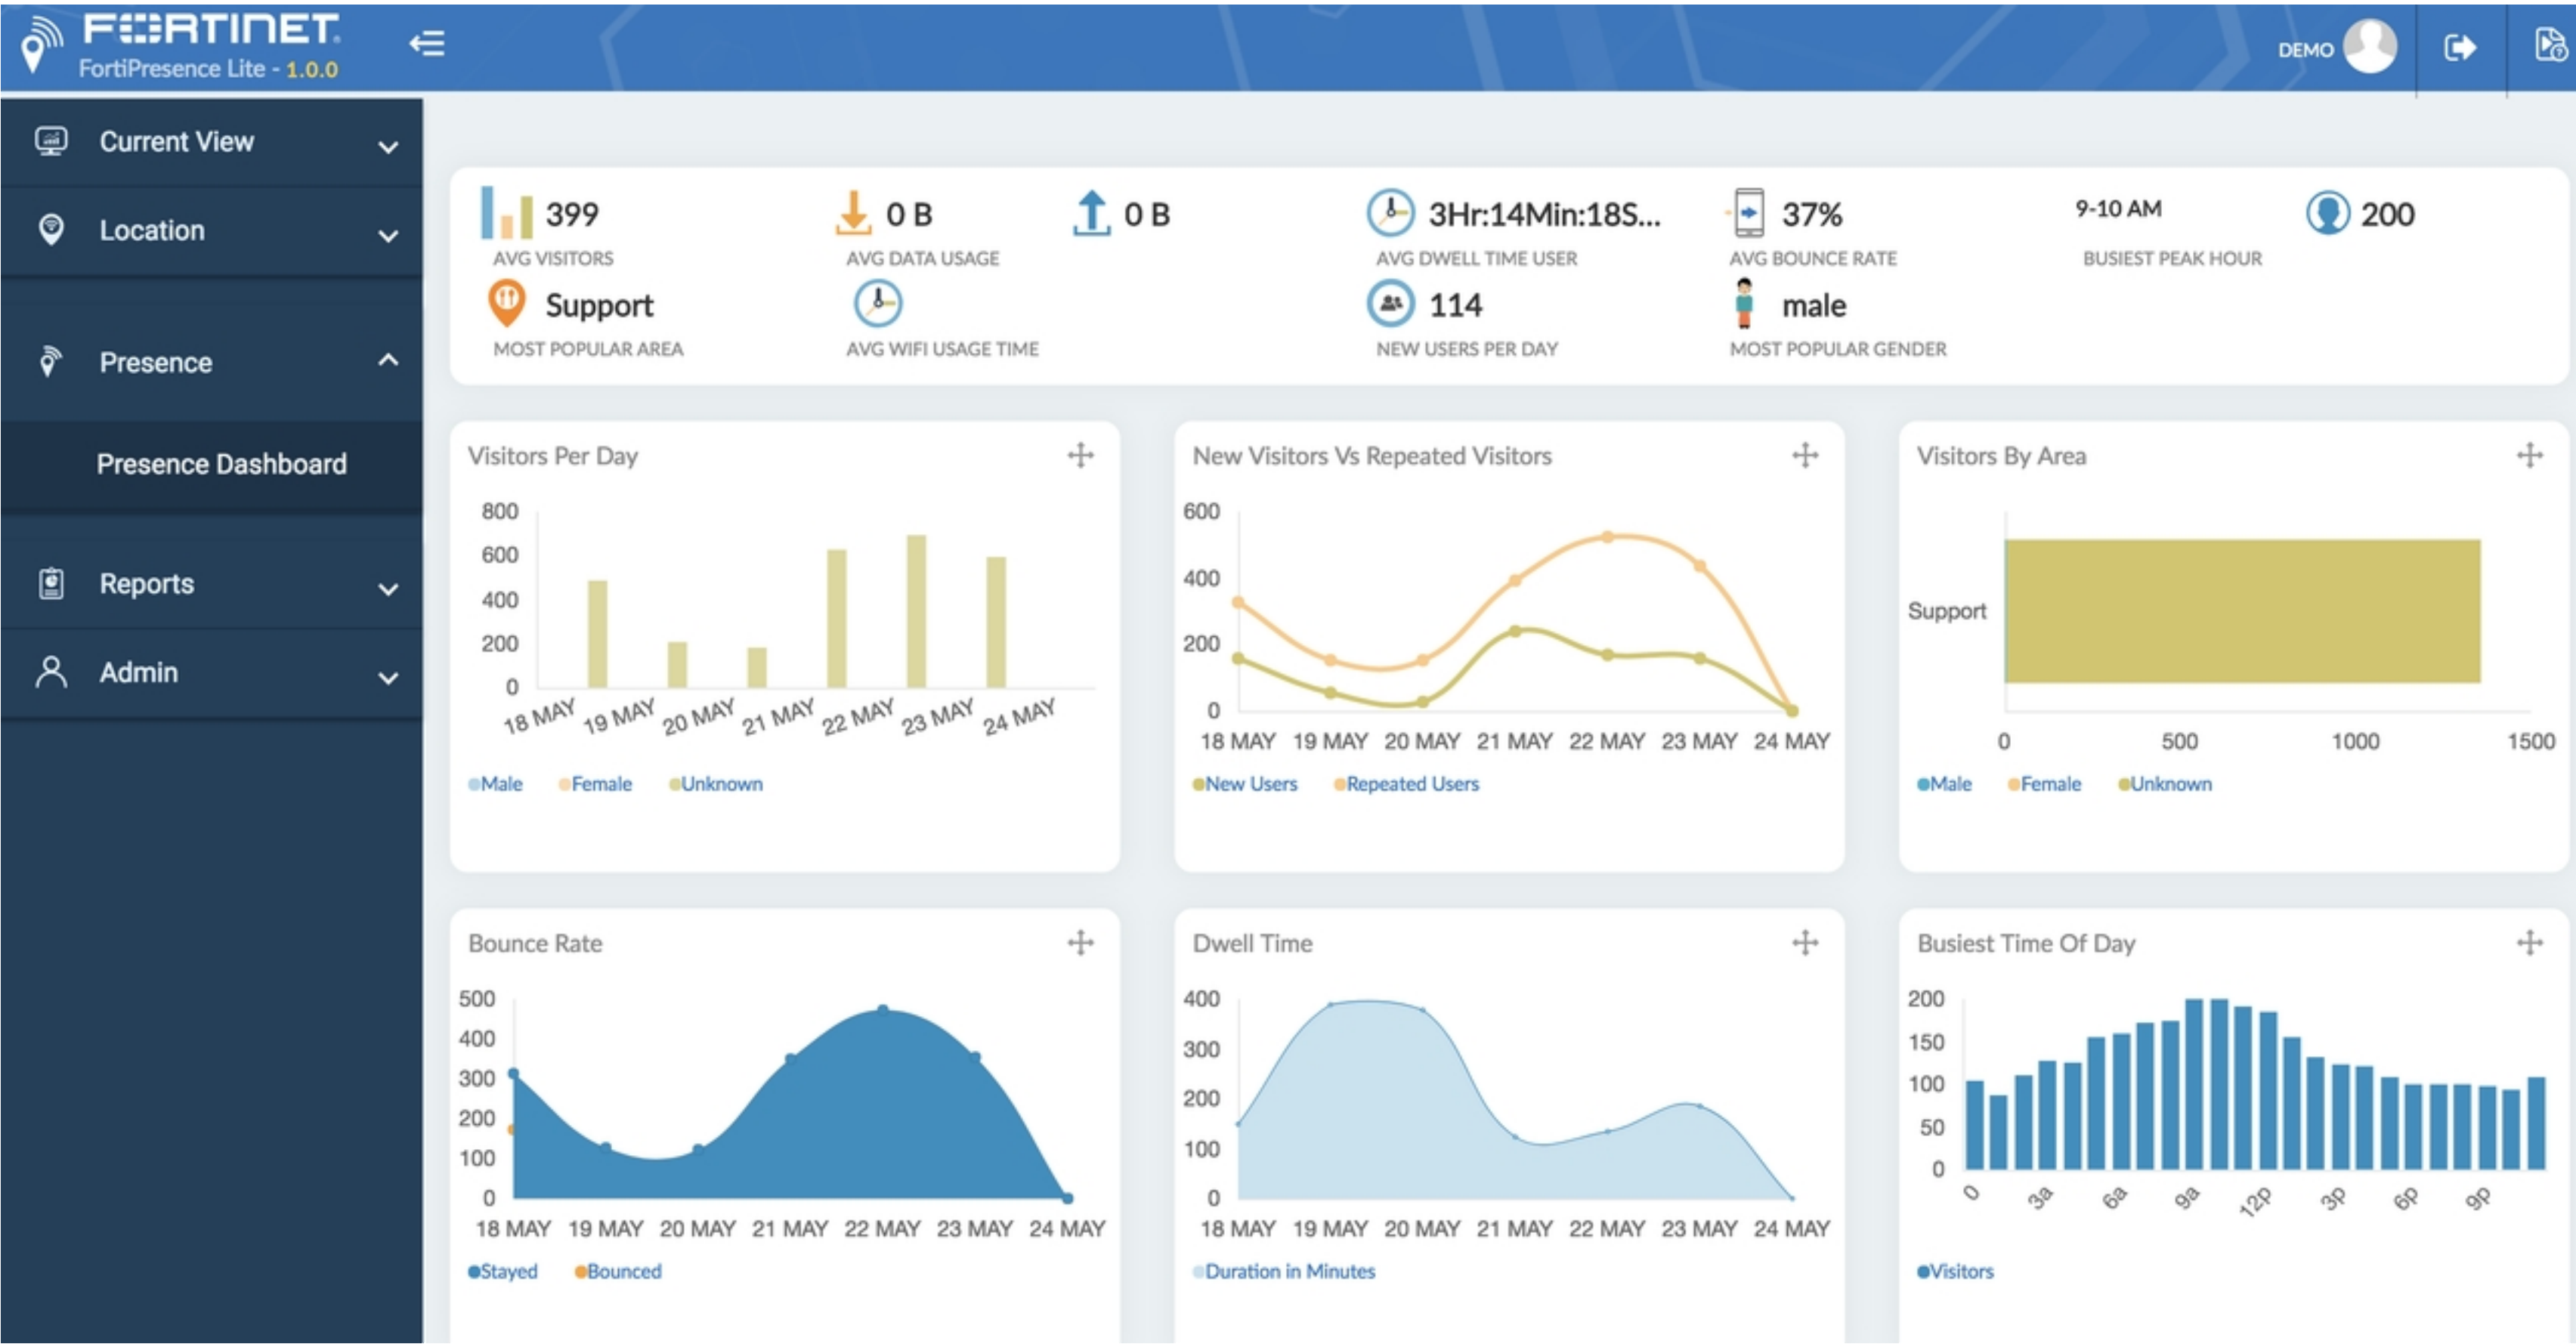 FORTINET
FortiPresence Lite - 1.0.0
DEMO
Current View
Location
Presence
Presence Dashboard
Reports
Admin
399
AVG VISITORS
0 B
AVG DATA USAGE
0 B
3Hr:14Min:18S...
AVG DWELL TIME USER
37%
AVG BOUNCE RATE
9-10 AM
BUSIEST PEAK HOUR
200
Support
MOST POPULAR AREA
AVG WIFI USAGE TIME
114
NEW USERS PER DAY
male
MOST POPULAR GENDER
Visitors Per Day
800
600
400
200
0
18 MAY 19 MAY 20 MAY 21 MAY 22 MAY 23 MAY 24 MAY
Male Female Unknown
New Visitors Vs Repeated Visitors
600
400
200
0
18 MAY 19 MAY 20 MAY 21 MAY 22 MAY 23 MAY 24 MAY
New Users Repeated Users
Visitors By Area
Support
0 500 1000 1500
Male Female Unknown
Bounce Rate
500
400
300
200
100
0
18 MAY 19 MAY 20 MAY 21 MAY 22 MAY 23 MAY 24 MAY
Stayed Bounced
Dwell Time
400
300
200
100
0
18 MAY 19 MAY 20 MAY 21 MAY 22 MAY 23 MAY 24 MAY
Duration in Minutes
Busiest Time Of Day
200
150
100
50
0
0 3a 6a 9a 12p 3p 6p 9p
Visitors